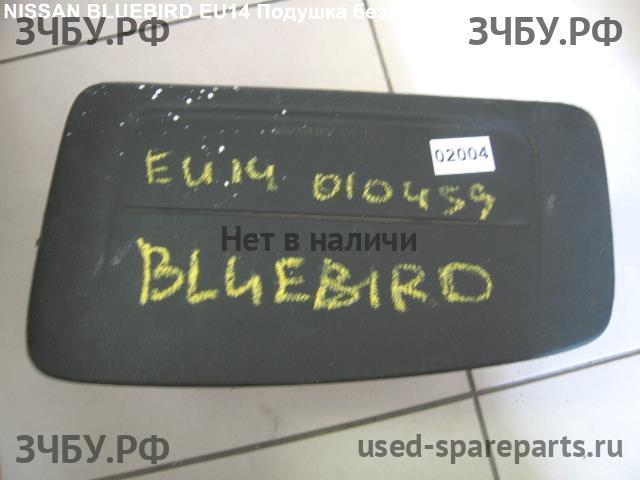 NISSAN BLUEBIRD EU14 Подушка без
ЗЧБУ.РФ ЗЧБУ.РФ
02004
EU14 010459
Нет в наличи
BLUEBIRD
ЗЧБУ.РФ used-spareparts.ru